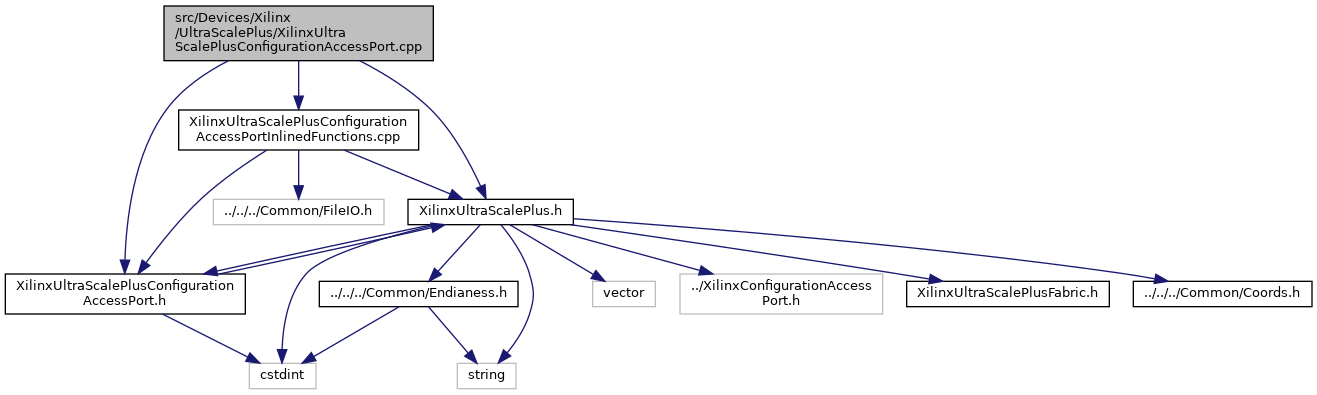 src/Devices/Xilinx
/UltraScalePlus/XilinxUltra
ScalePlusConfigurationAccessPort.cpp
XilinxUltraScalePlusConfiguration
AccessPortInlinedFunctions.cpp
../../../Common/FileIO.h
XilinxUltraScalePlus.h
XilinxUltraScalePlusConfiguration
AccessPort.h
../../../Common/Endianess.h
vector
../XilinxConfigurationAccess
Port.h
XilinxUltraScalePlusFabric.h
../../../Common/Coords.h
cstdint
string